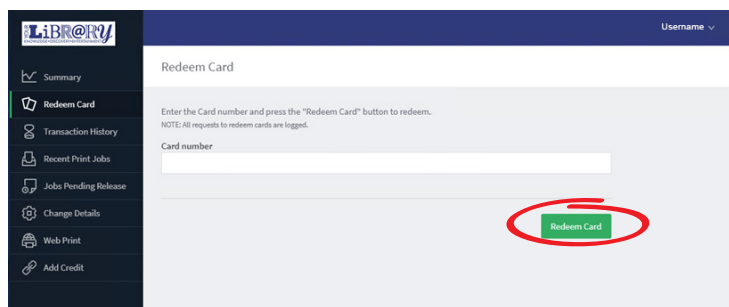 LiBR@RY
Username
Summary
Redeem Card
Transaction History
Recent Print Jobs
Jobs Pending Release
Change Details
Web Print
Add Credit
Redeem Card
Enter the Card number and press the "Redeem Card" button to redeem.
NOTE: All requests to redeem cards are logged.
Card number
Redeem Card